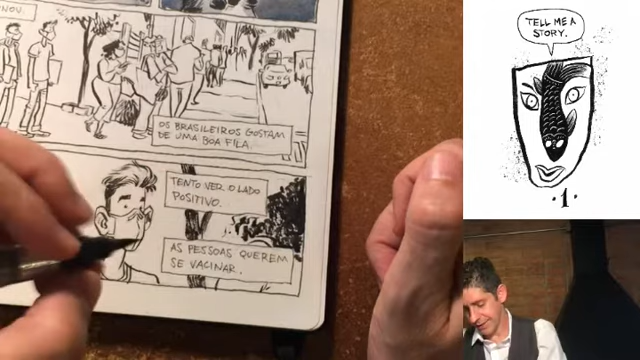 NOU.
OS BRASILEIROS GOSTAM
DE UMA BOA FILA.
TENTO VER O LADO
POSITIVO.
AS PESSOAS QUEREM
SE VACINAR.
TELL ME A
STORY.
·1·